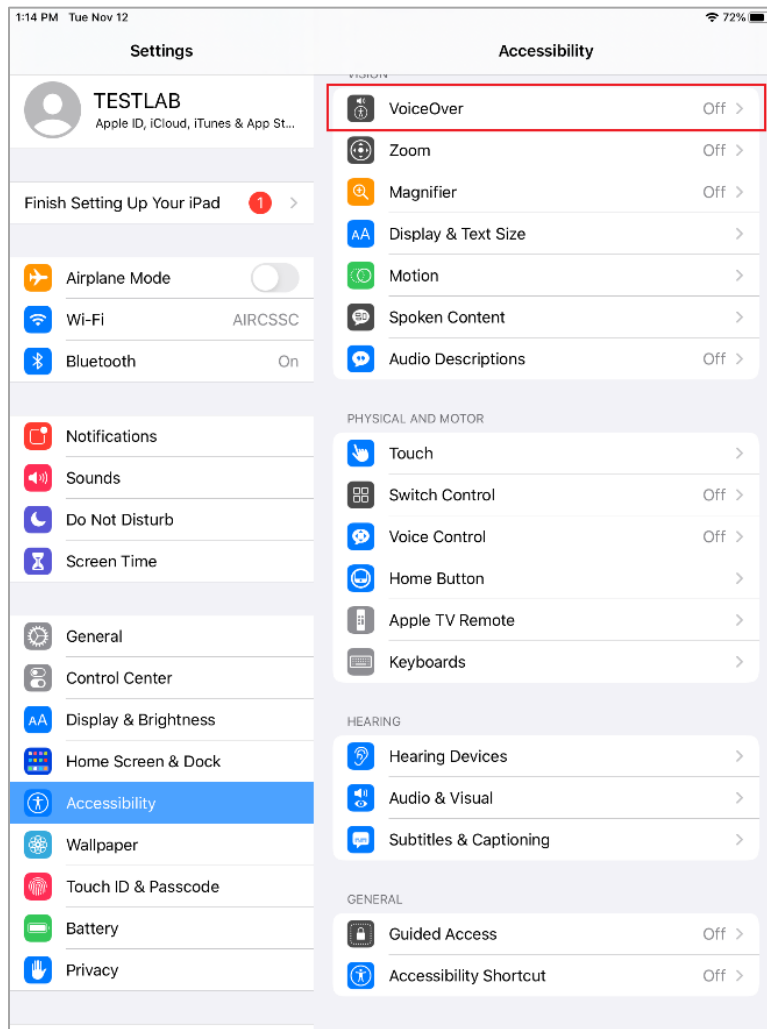 1:14 PM Tue Nov 12
72%
Settings
TESTLAB
Apple ID, iCloud, iTunes & App St...
Finish Setting Up Your iPad 1
Airplane Mode
Wi-Fi AIRCSSC
Bluetooth On
Notifications
Sounds
Do Not Disturb
Screen Time
General
Control Center
AA Display & Brightness
Home Screen & Dock
Accessibility
Wallpaper
Touch ID & Passcode
Battery
Privacy
Accessibility
VISION
VoiceOver Off
Zoom Off
Magnifier Off
AA Display & Text Size
Motion
Spoken Content
Audio Descriptions Off
PHYSICAL AND MOTOR
Touch
Switch Control Off
Voice Control Off
Home Button
Apple TV Remote
Keyboards
HEARING
Hearing Devices
Audio & Visual
Subtitles & Captioning
GENERAL
Guided Access Off
Accessibility Shortcut Off